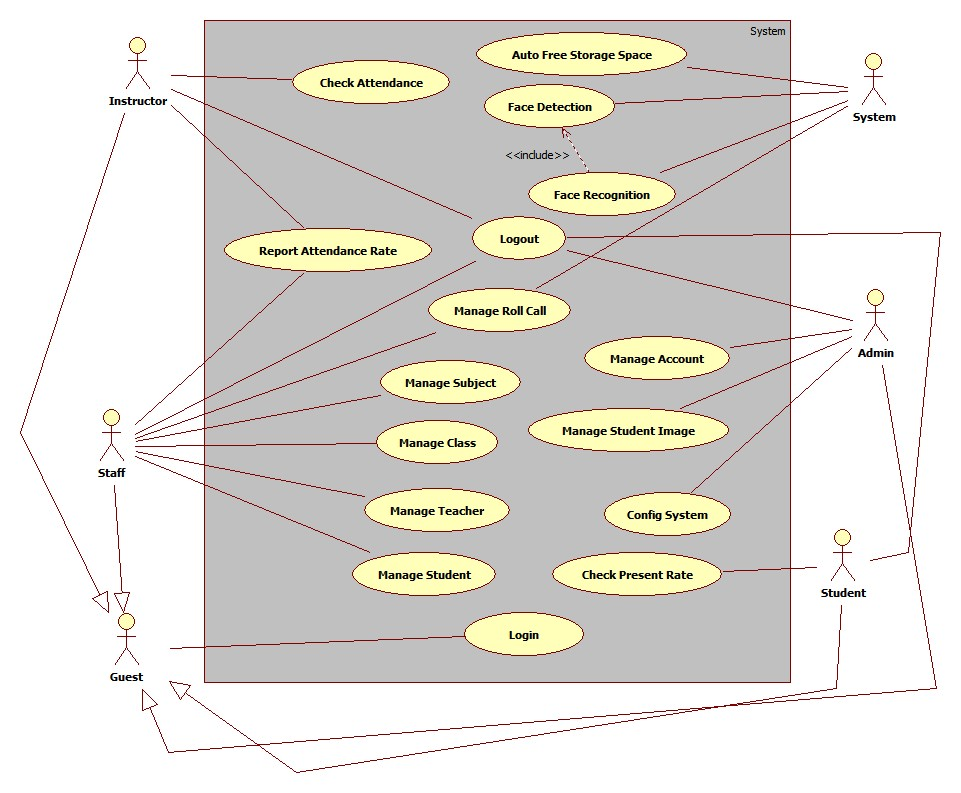 System
Auto Free Storage Space
Check Attendance
Instructor
Face Detection
System
<<include>>
Face Recognition
Logout
Report Attendance Rate
Manage Roll Call
Manage Account
Admin
Manage Subject
Manage Student Image
Manage Class
Staff
Manage Teacher
Config System
Manage Student
Check Present Rate
Student
Login
Guest